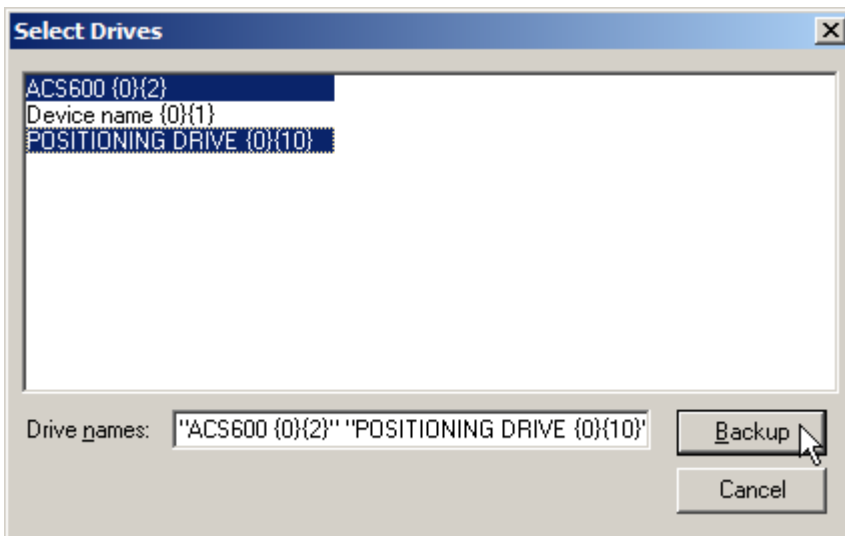 Select Drives
ACS600 {0}{2}
Device name {0}{1}
POSITIONING DRIVE {0}{10}
Drive names: "ACS600 {0}{2}" "POSITIONING DRIVE {0}{10}"
Backup
Cancel